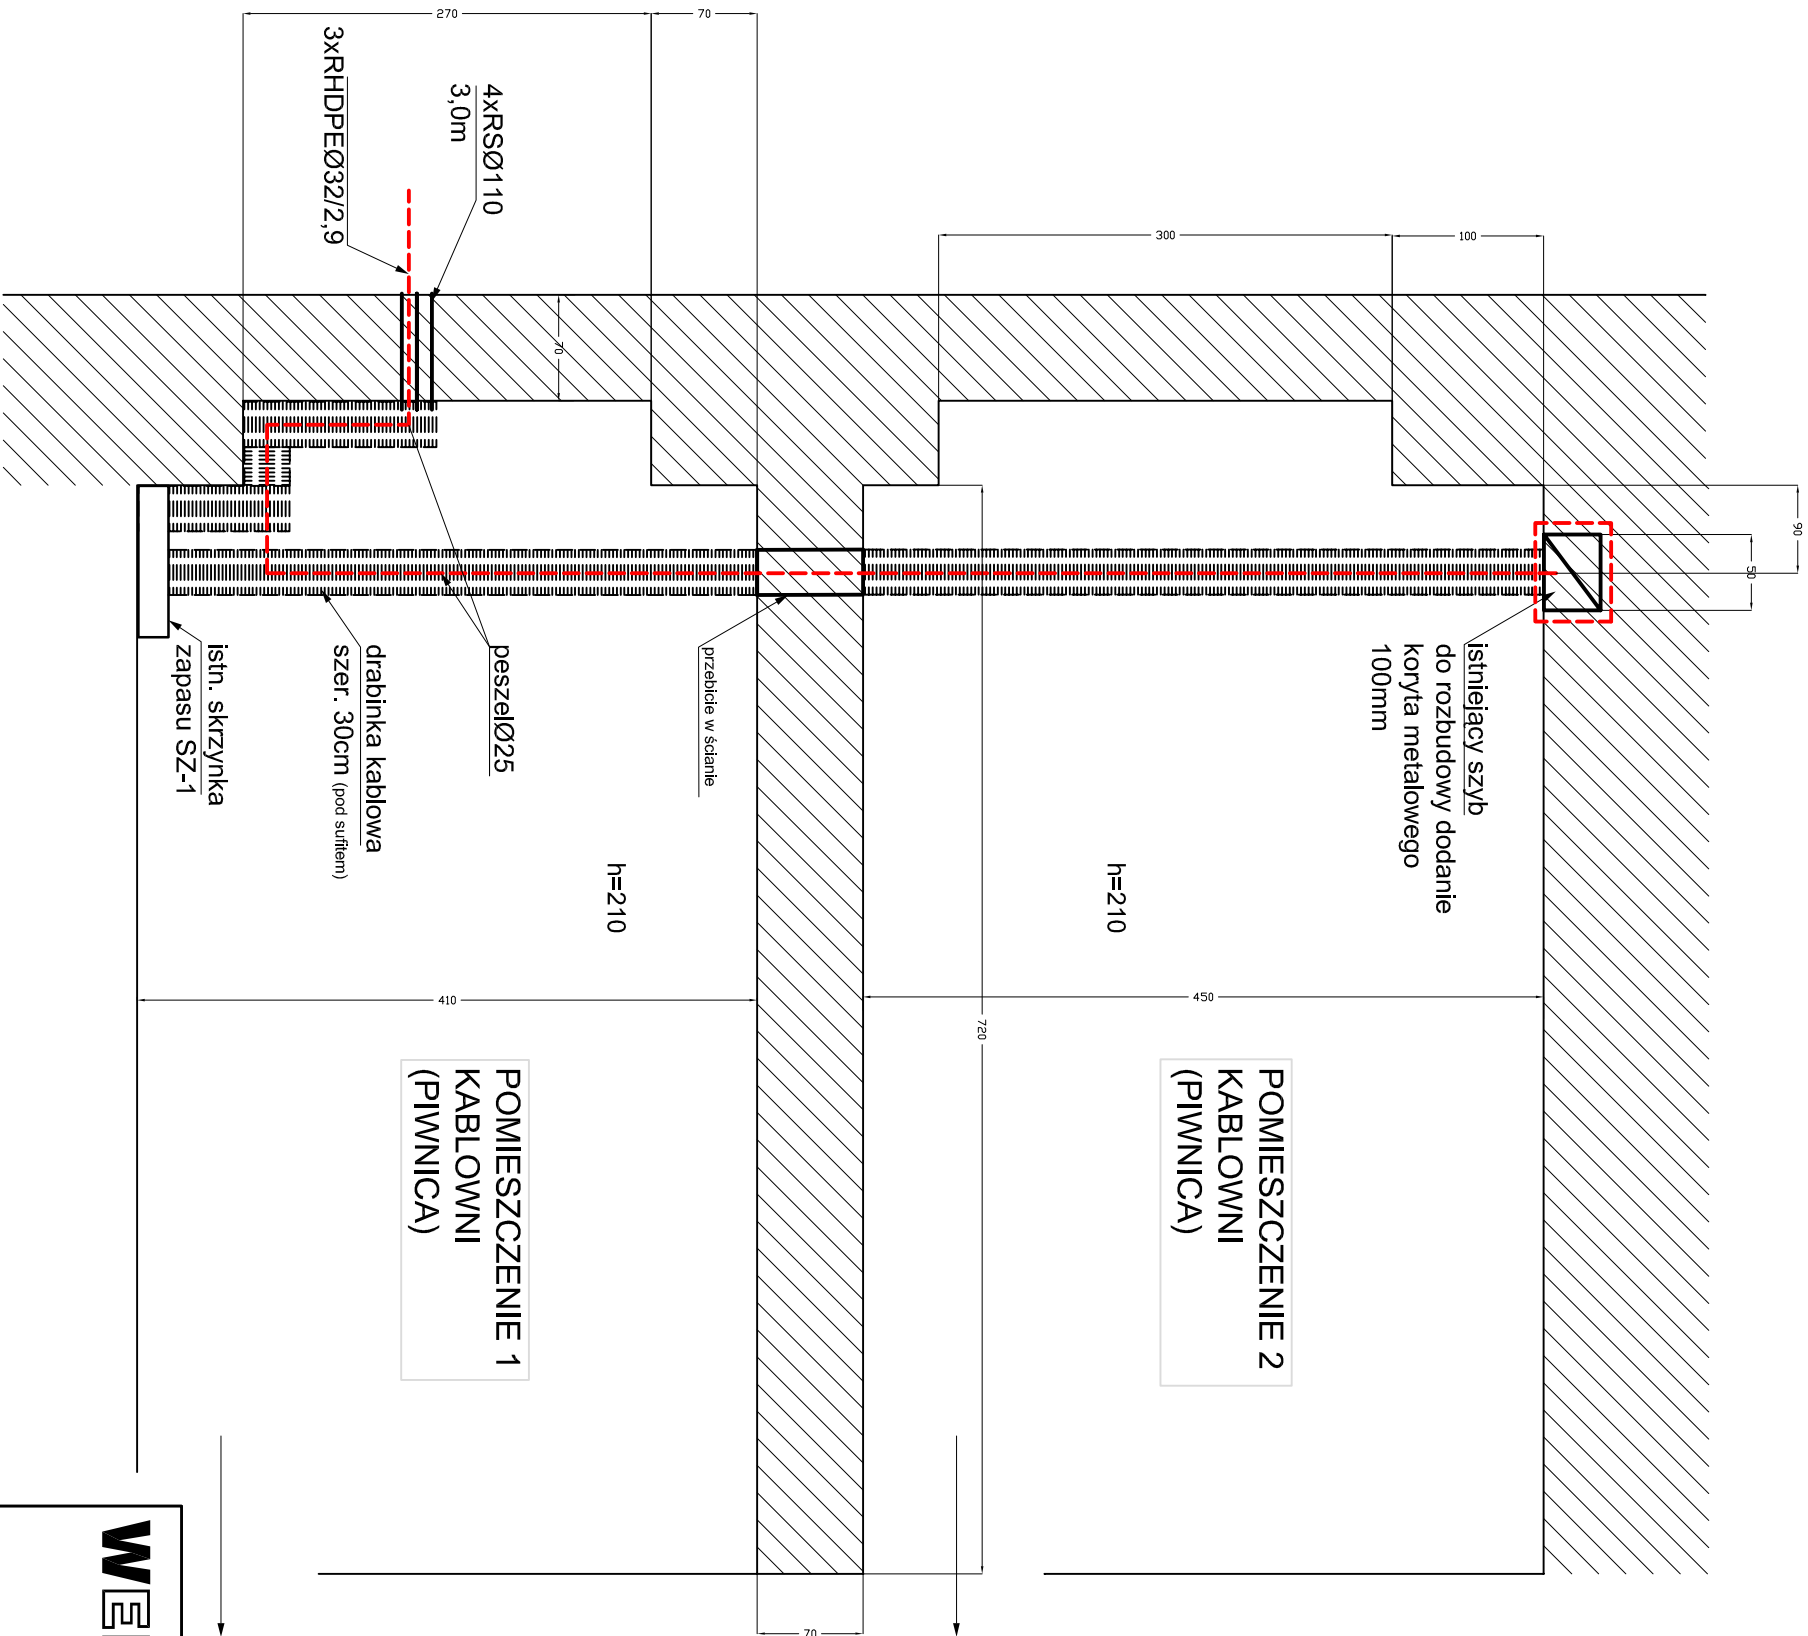 270
70
3xRHDPEØ32/2,9
4xRSØ110
3,0m
300
100
70
90
50
istniejący szyb
do rozbudowy dodanie
koryta metalowego
100mm
przebicie w ścianie
peszelØ25
drabinka kablowa
szer. 30cm (pod sufitem)
istn. skrzynka
zapasu SZ-1
h=210
h=210
410
450
720
POMIESZCZENIE 1
KABLOWNI
(PIWNICA)
POMIESZCZENIE 2
KABLOWNI
(PIWNICA)
70
WE